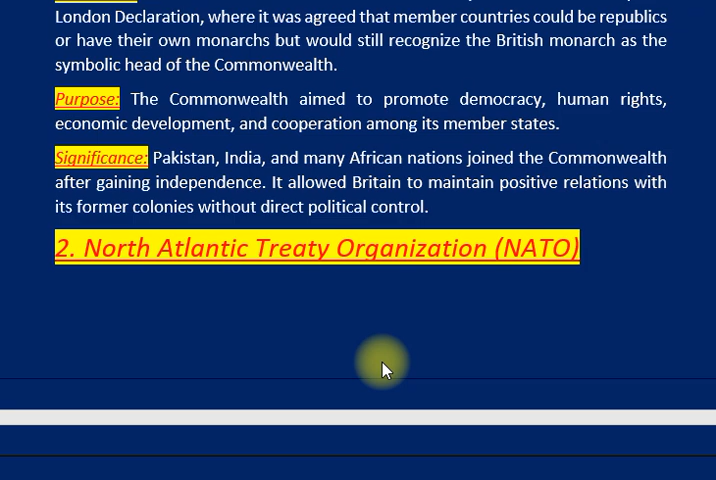 London Declaration, where it was agreed that member countries could be republics
or have their own monarchs but would still recognize the British monarch as the
symbolic head of the Commonwealth.
Purpose: The Commonwealth aimed to promote democracy, human rights,
economic development, and cooperation among its member states.
Significance: Pakistan, India, and many African nations joined the Commonwealth
after gaining independence. It allowed Britain to maintain positive relations with
its former colonies without direct political control.
2. North Atlantic Treaty Organization (NATO)